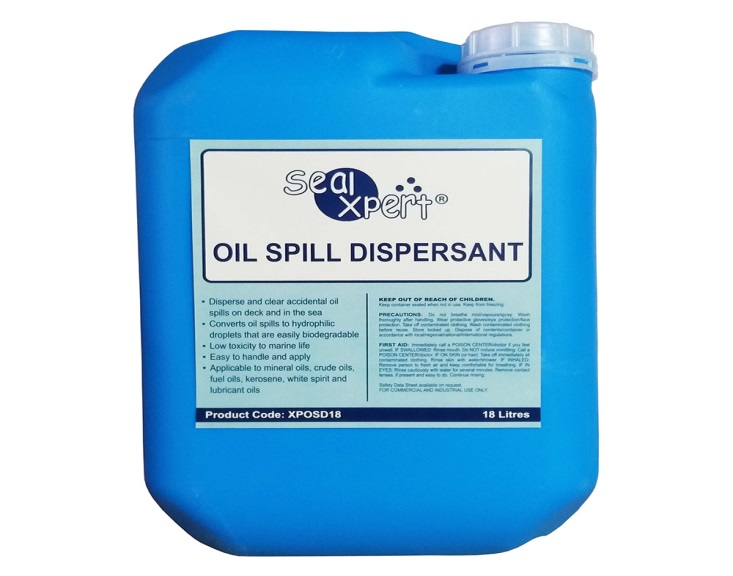 Seal
Xpert®
OIL SPILL DISPERSANT
• Disperse and clear accidental oil
spills on deck and in the sea
• Converts oil spills to hydrophilic
droplets that are easily biodegradable
• Low toxicity to marine life
• Easy to handle and apply
• Applicable to mineral oils, crude oils,
fuel oils, kerosene, white spirit and
lubricant oils
KEEP OUT OF REACH OF CHILDREN.
Keep container sealed when not in use. Keep from freezing.
PRECAUTIONS: Do not breathe mist/vapours/spray. Wash
thoroughly after handling. Wear protective gloves/eye protection/face
protection. Take off contaminated clothing. Wash contaminated clothing
before reuse. Store locked up. Dispose of contents/container in
accordance with local/regional/national/international regulations.
FIRST AID: Immediately call a POISON CENTER/doctor if you feel
unwell. IF SWALLOWED: Rinse mouth. Do NOT induce vomiting. Call a
POISON CENTER/doctor. IF ON SKIN (or hair): Take off immediately all
contaminated clothing. Rinse skin with water/shower. IF INHALED:
Remove person to fresh air and keep comfortable for breathing. IF IN
EYES: Rinse cautiously with water for several minutes. Remove contact
lenses, if present and easy to do. Continue rinsing.
Safety Data Sheet available on request.
FOR COMMERCIAL AND INDUSTRIAL USE ONLY
Product Code: XPOSD18
18 Litres